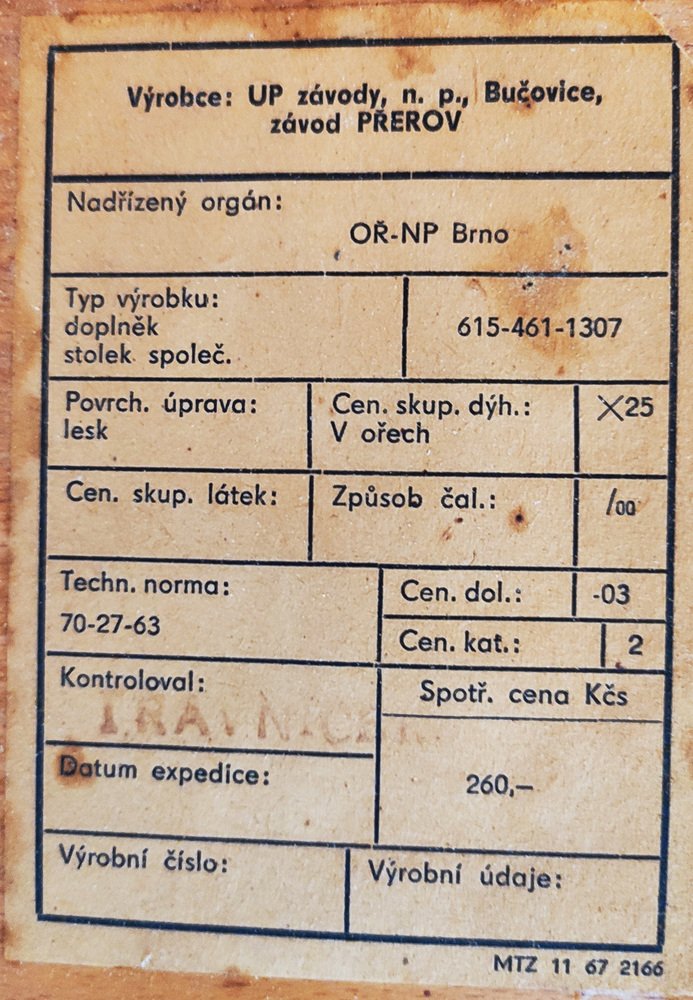 Výrobce: UP závody, n. p., Bučovice,
závod PŘEROV
Nadřízený orgán:
OŘ-NP Brno
Typ výrobku:
doplněk
stolek společ.
615-461-1307
Povrch. úprava:
lesk
Cen. skup. dýh.:
V ořech
X25
Cen. skup. látek:
Způsob čal.:
/00
Techn. norma:
70-27-63
Cen. dol.:
-03
Cen. kat.:
2
Kontroloval:
Spotř. cena Kčs
260,—
Datum expedice:
Výrobní číslo:
Výrobní údaje:
MTZ 11 67 2166